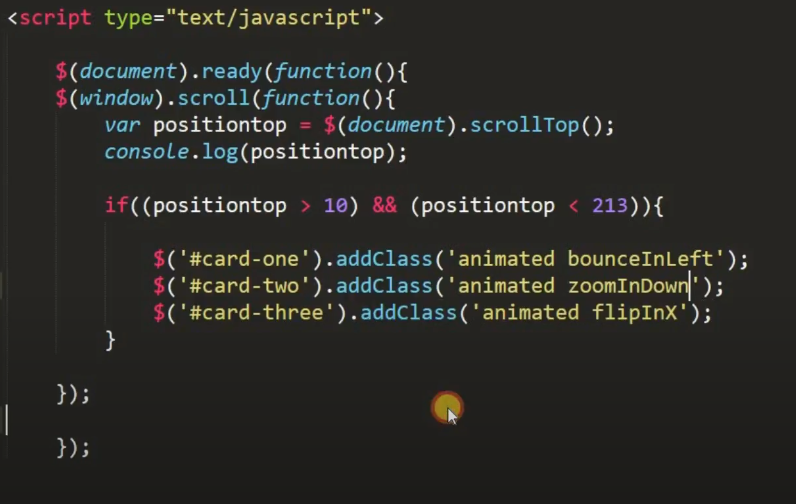 <script type="text/javascript">
$(document).ready(function(){
$(window).scroll(function(){
var positiontop = $(document).scrollTop();
console.log(positiontop);
if((positiontop > 10) && (positiontop < 213)){
$('#card-one').addClass('animated bounceInLeft');
$('#card-two').addClass('animated zoomInDown');
$('#card-three').addClass('animated flipInX');
}
});
});